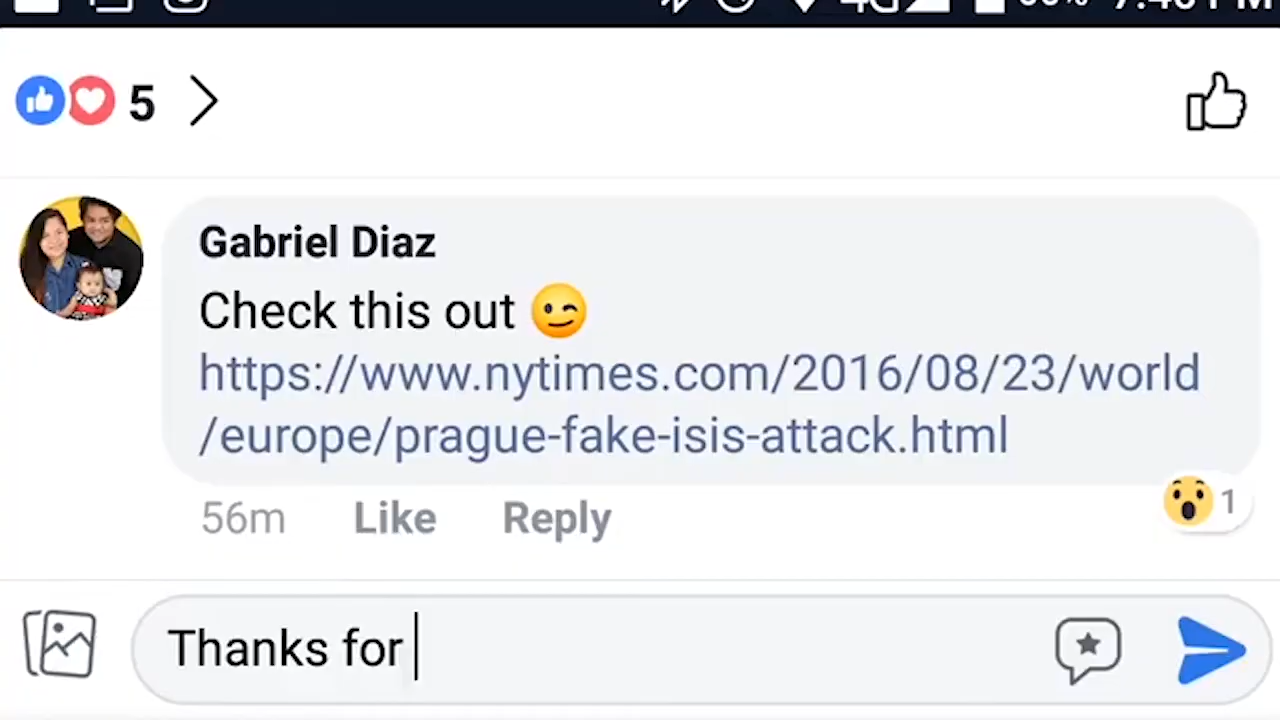 5
Gabriel Diaz
Check this out 😉
https://www.nytimes.com/2016/08/23/world
/europe/prague-fake-isis-attack.html
56m Like Reply
1
Thanks for